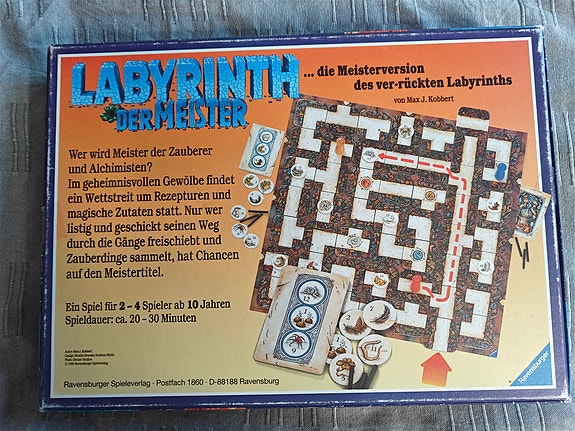 LABYRINTH
DER MEISTER
... die Meisterversion
des ver-rückten Labyrinths
von Max J. Kobbert
Wer wird Meister der Zauberer
und Alchimisten?
Im geheimnisvollen Gewölbe findet
ein Wettstreit um Rezepturen und
magische Zutaten statt. Nur wer
listig und geschickt seinen Weg
durch die Gänge freischiebt und
Zauberdinge sammelt, hat Chancen
auf den Meistertitel.
Ein Spiel für 2 – 4 Spieler ab 10 Jahren
Spieldauer: ca. 20 – 30 Minuten
Autor: Max J. Kobbert
Ravensburger Spieleverlag · Postfach 1860 · D-88188 Ravensburg
Ravensburger